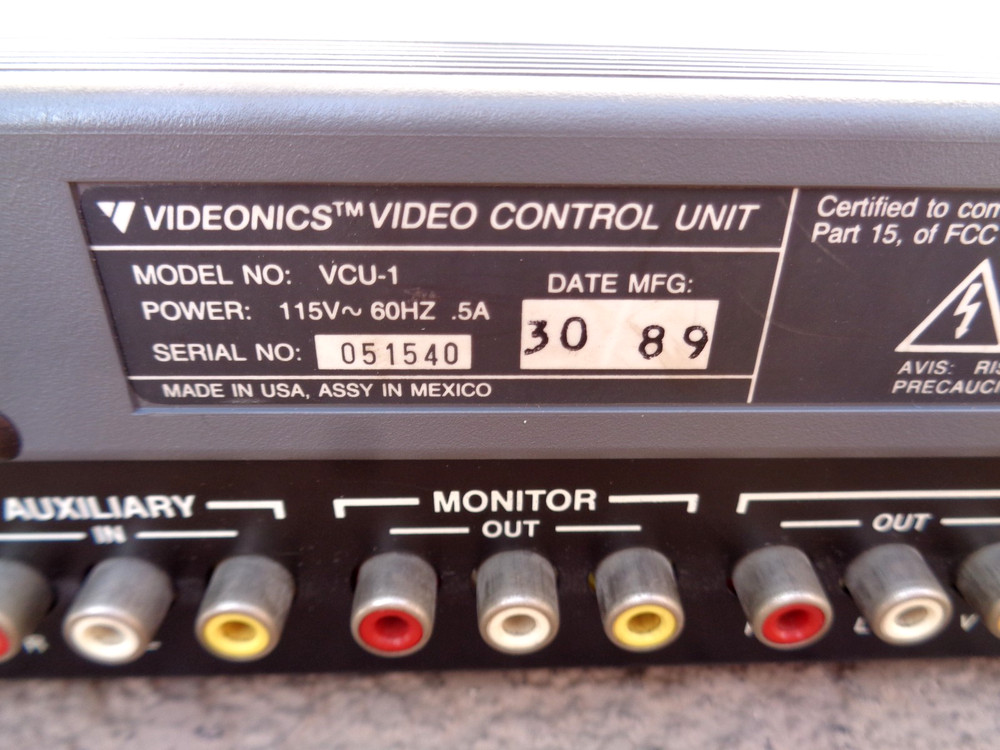 VIDEONICS™ VIDEO CONTROL UNIT
MODEL NO: VCU-1
POWER: 115V~ 60HZ .5A
SERIAL NO: 051540
DATE MFG:
30 89
MADE IN USA, ASSY IN MEXICO
Certified to com
Part 15, of FCC
AVIS: RIS
PRECAUCI
AUXILIARY
IN
MONITOR
OUT
OUT
R
L
V